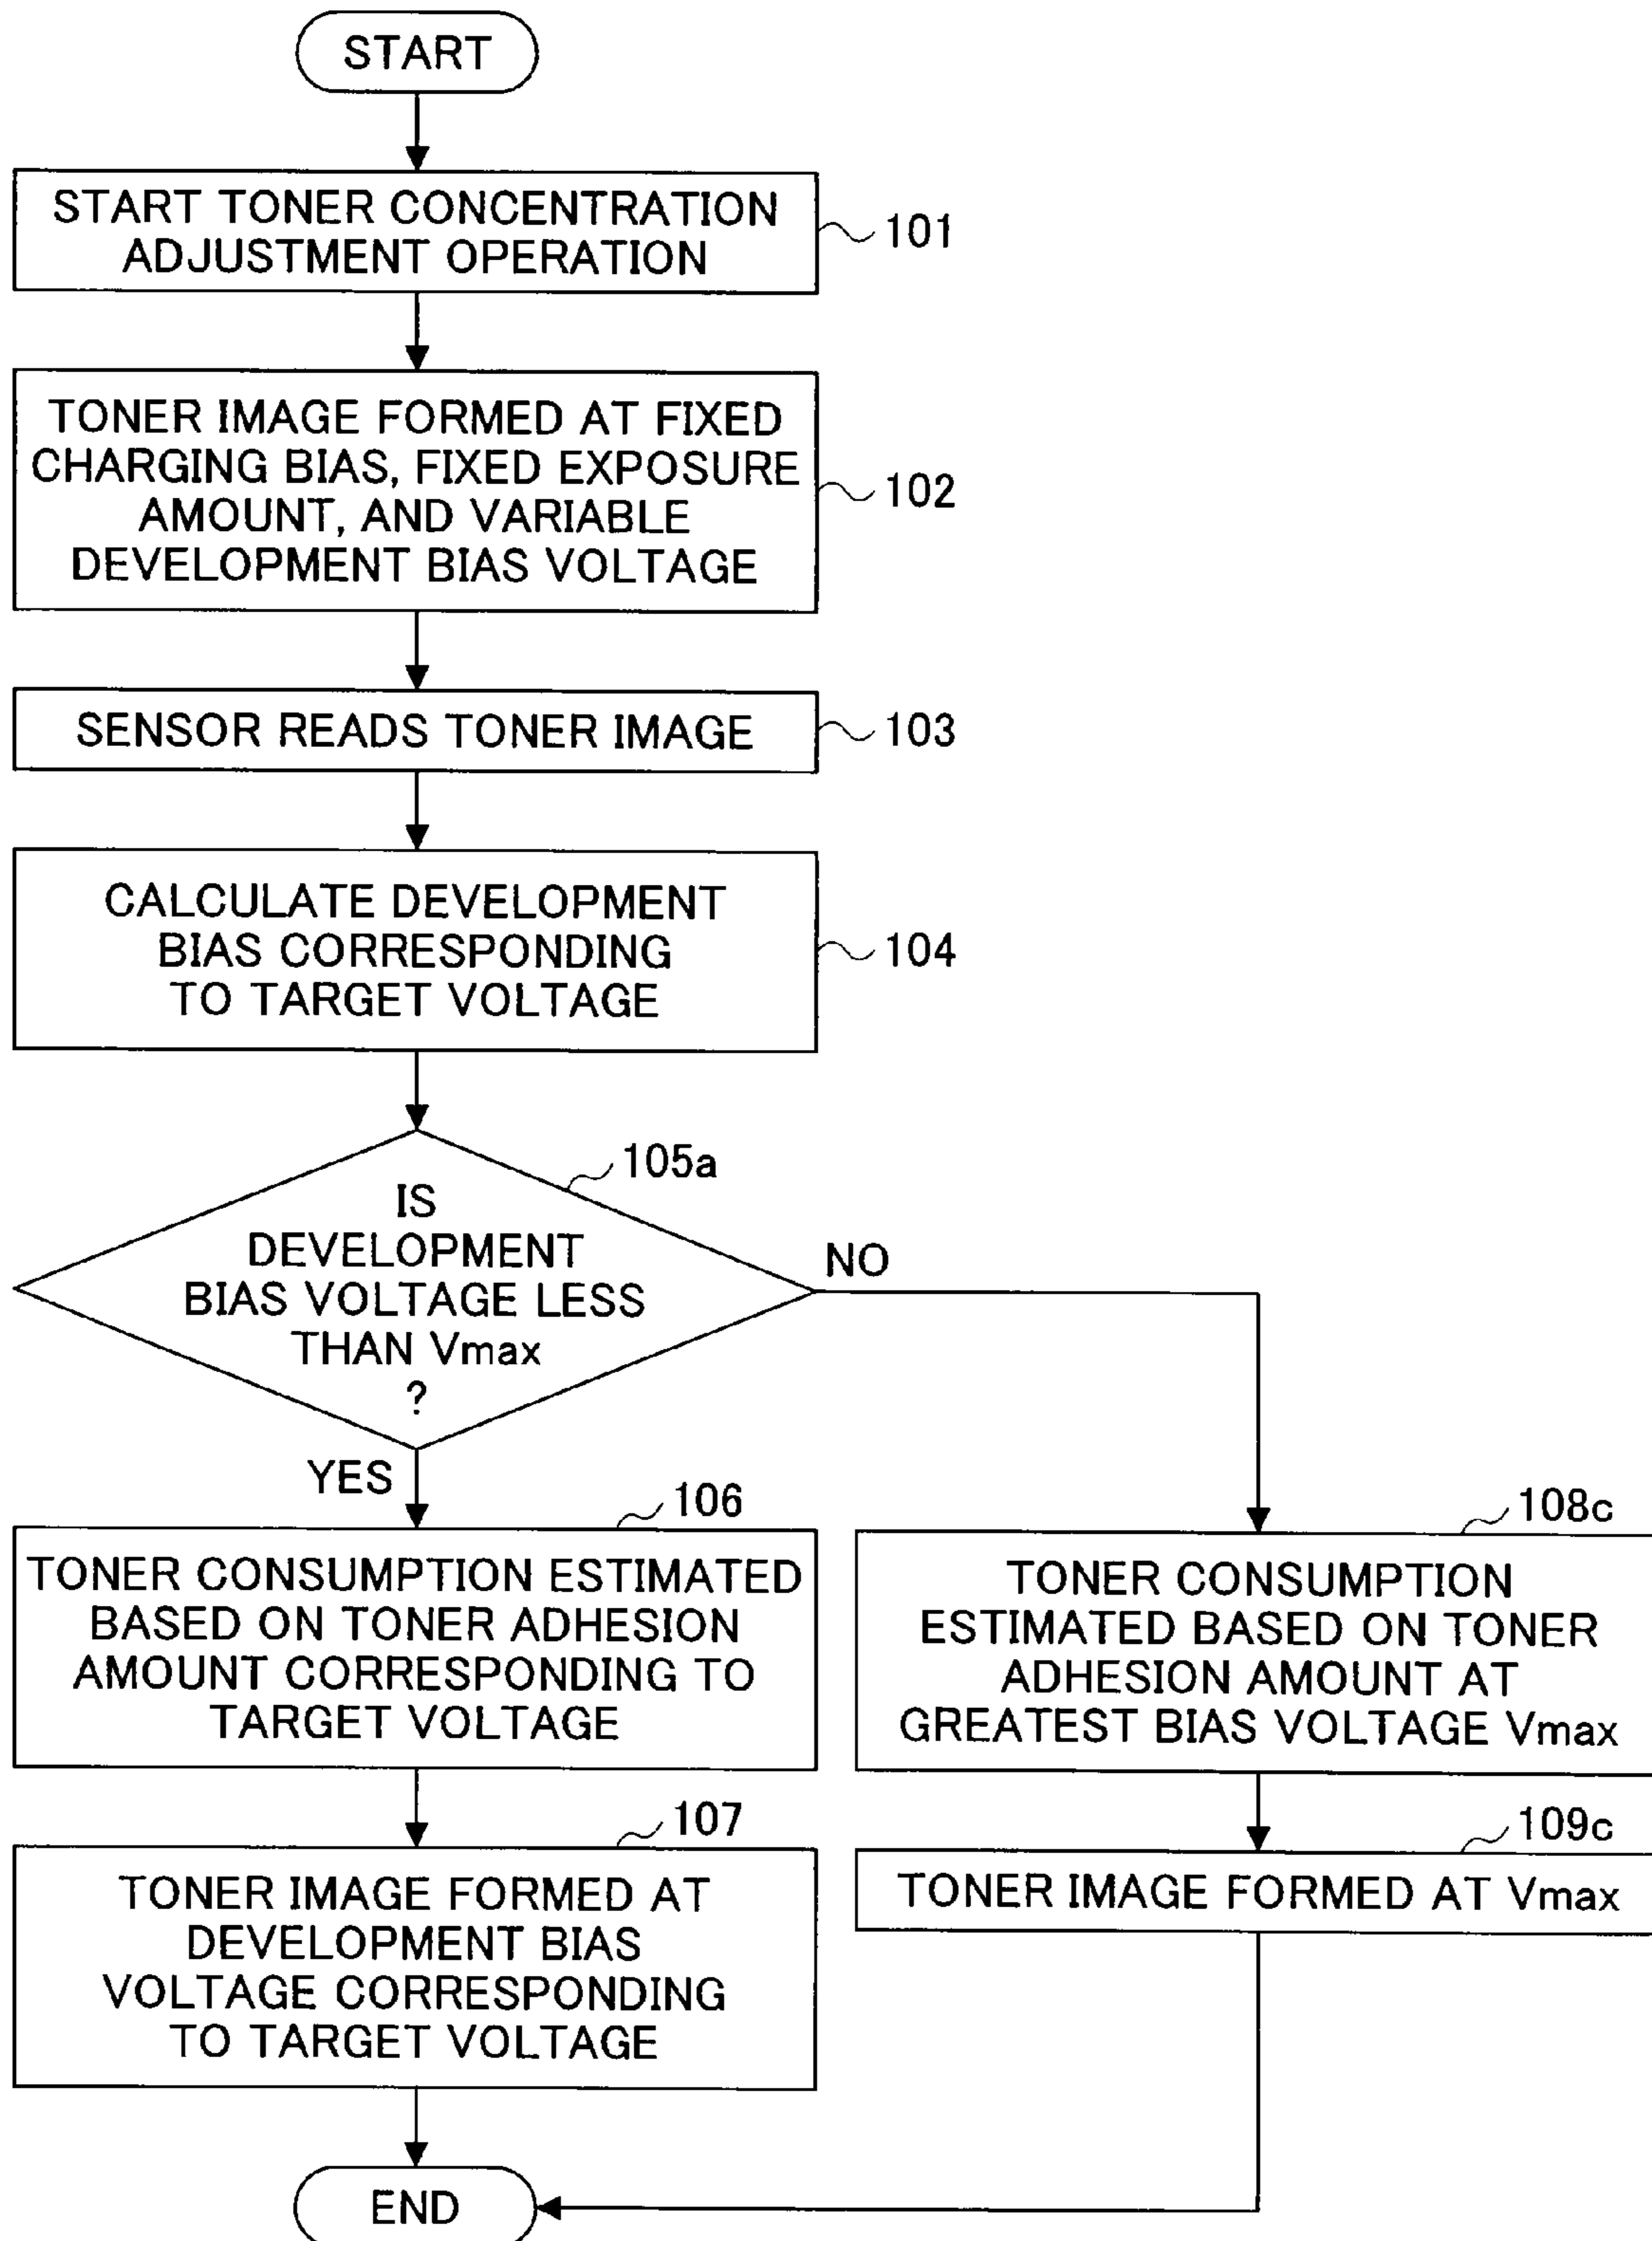 START
START TONER CONCENTRATION
ADJUSTMENT OPERATION
101
TONER IMAGE FORMED AT FIXED
CHARGING BIAS, FIXED EXPOSURE
AMOUNT, AND VARIABLE
DEVELOPMENT BIAS VOLTAGE
102
SENSOR READS TONER IMAGE
103
CALCULATE DEVELOPMENT
BIAS CORRESPONDING
TO TARGET VOLTAGE
104
105a
IS
DEVELOPMENT
BIAS VOLTAGE LESS
THAN Vmax
?
NO
YES
106
TONER CONSUMPTION ESTIMATED
BASED ON TONER ADHESION
AMOUNT CORRESPONDING TO
TARGET VOLTAGE
108c
TONER CONSUMPTION
ESTIMATED BASED ON TONER
ADHESION AMOUNT AT
GREATEST BIAS VOLTAGE Vmax
107
TONER IMAGE FORMED AT
DEVELOPMENT BIAS
VOLTAGE CORRESPONDING
TO TARGET VOLTAGE
109c
TONER IMAGE FORMED AT Vmax
END